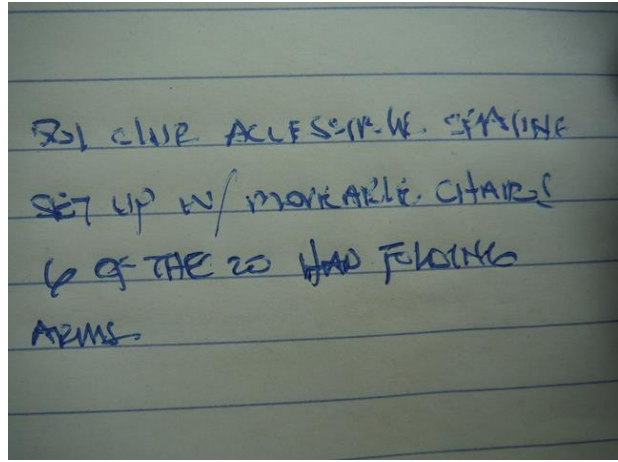 CLUB ACCESSIBLE SEATING
SET UP W/ MOVEABLE CHAIRS
6 OF THE 20 HAD FOLDING
ARMS.